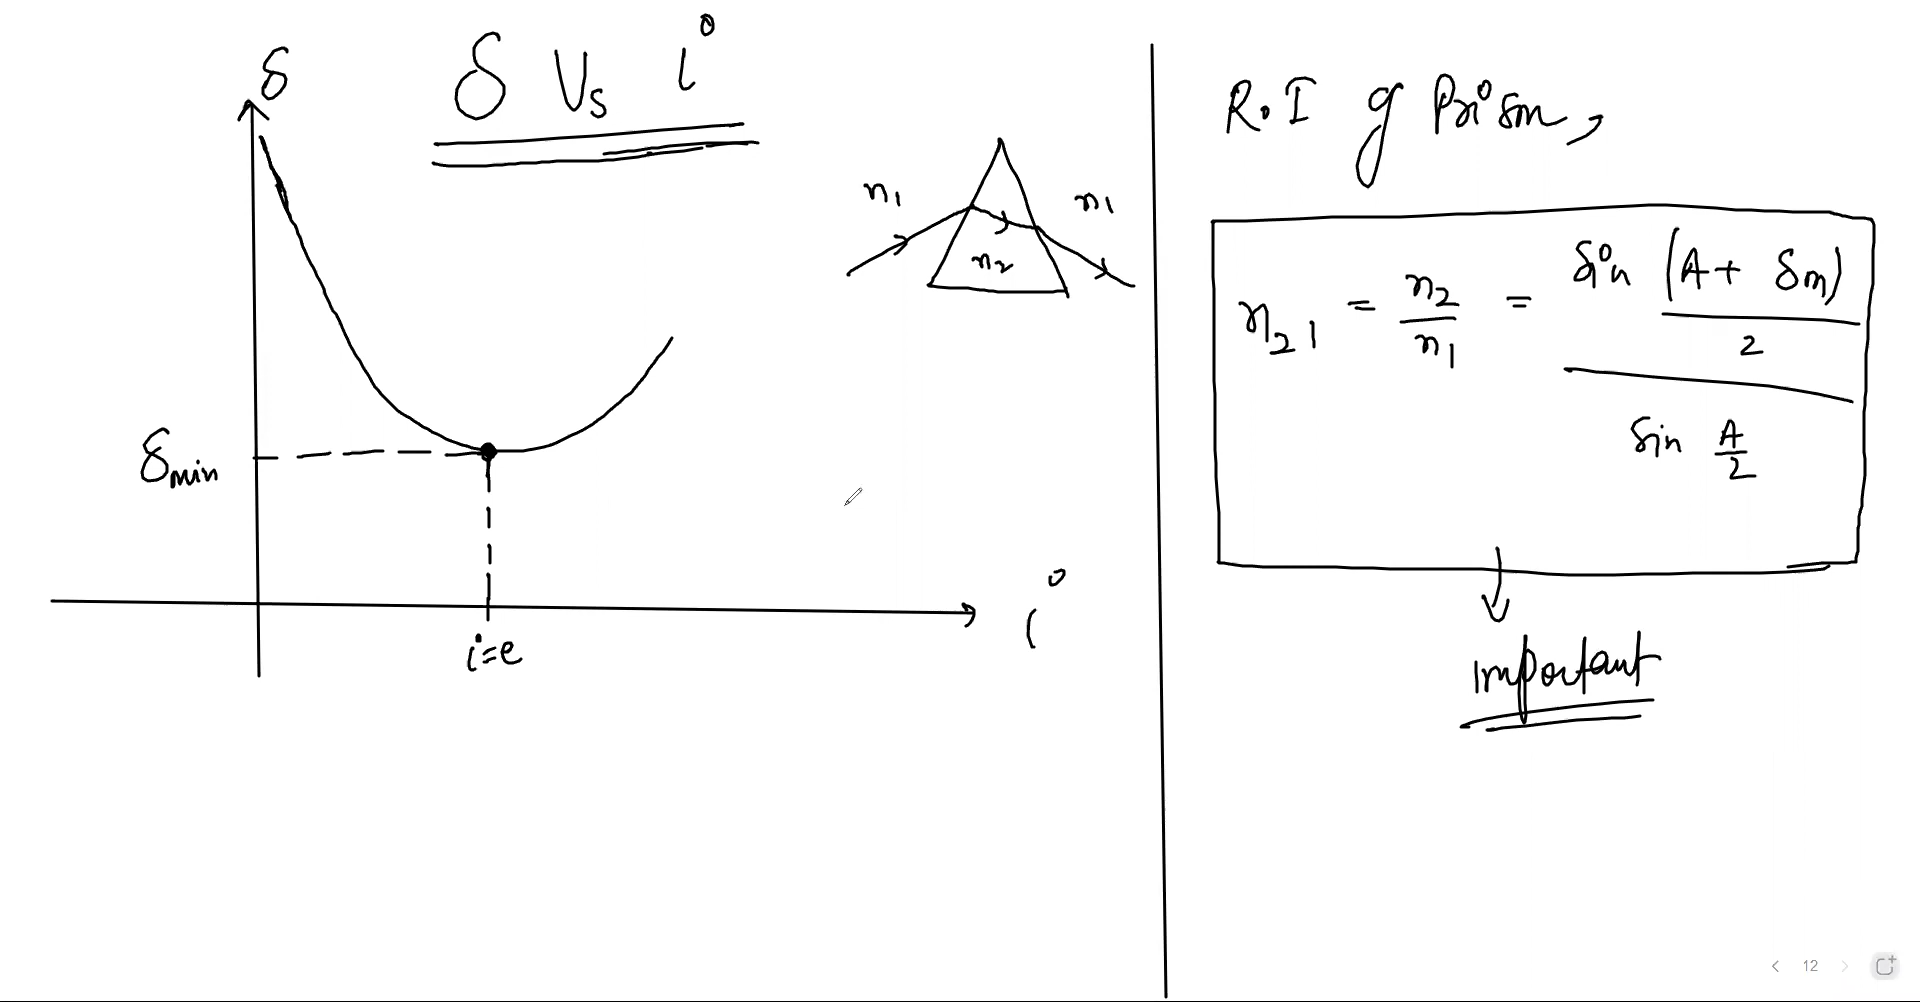 δ Vs i
δ
n1
n1
n2
δmin
i=e
i
R.I of Prism,
n21 = n2/n1 = sin (A + δm)/2 / sin A/2
important
12